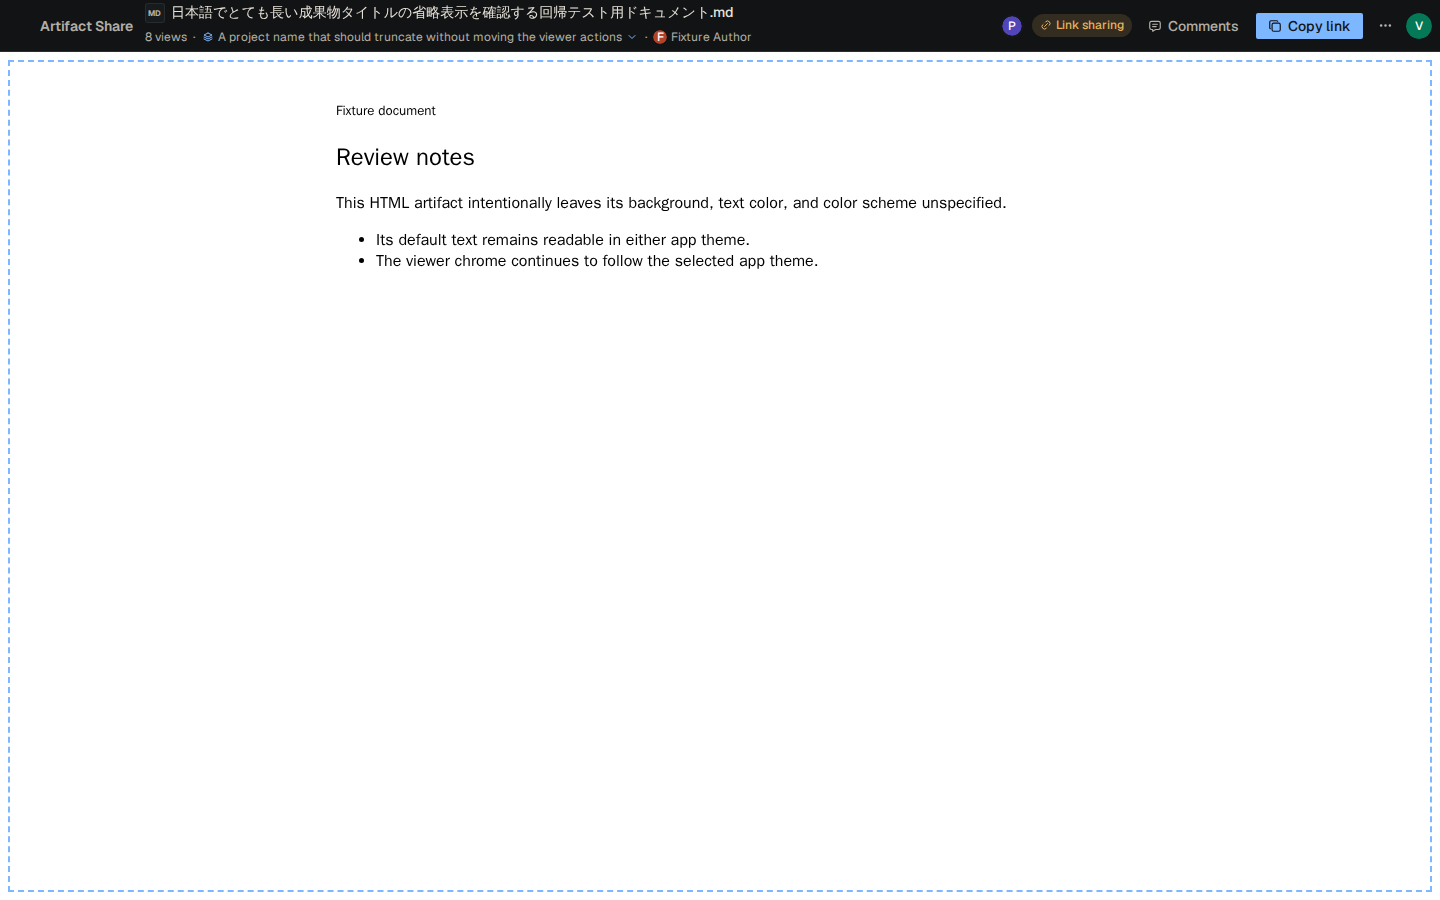 Artifact Share
MD 日本語でとても長い成果物タイトルの省略表示を確認する回帰テスト用ドキュメント.md
8 views · A project name that should truncate without moving the viewer actions · F Fixture Author
P Link sharing Comments Copy link ··· V
Fixture document
Review notes
This HTML artifact intentionally leaves its background, text color, and color scheme unspecified.
• Its default text remains readable in either app theme.
• The viewer chrome continues to follow the selected app theme.